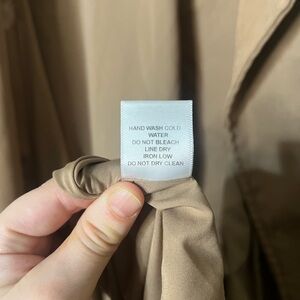 HAND WASH COLD
WATER
DO NOT BLEACH
LINE DRY
IRON LOW
DO NOT DRY CLEAN